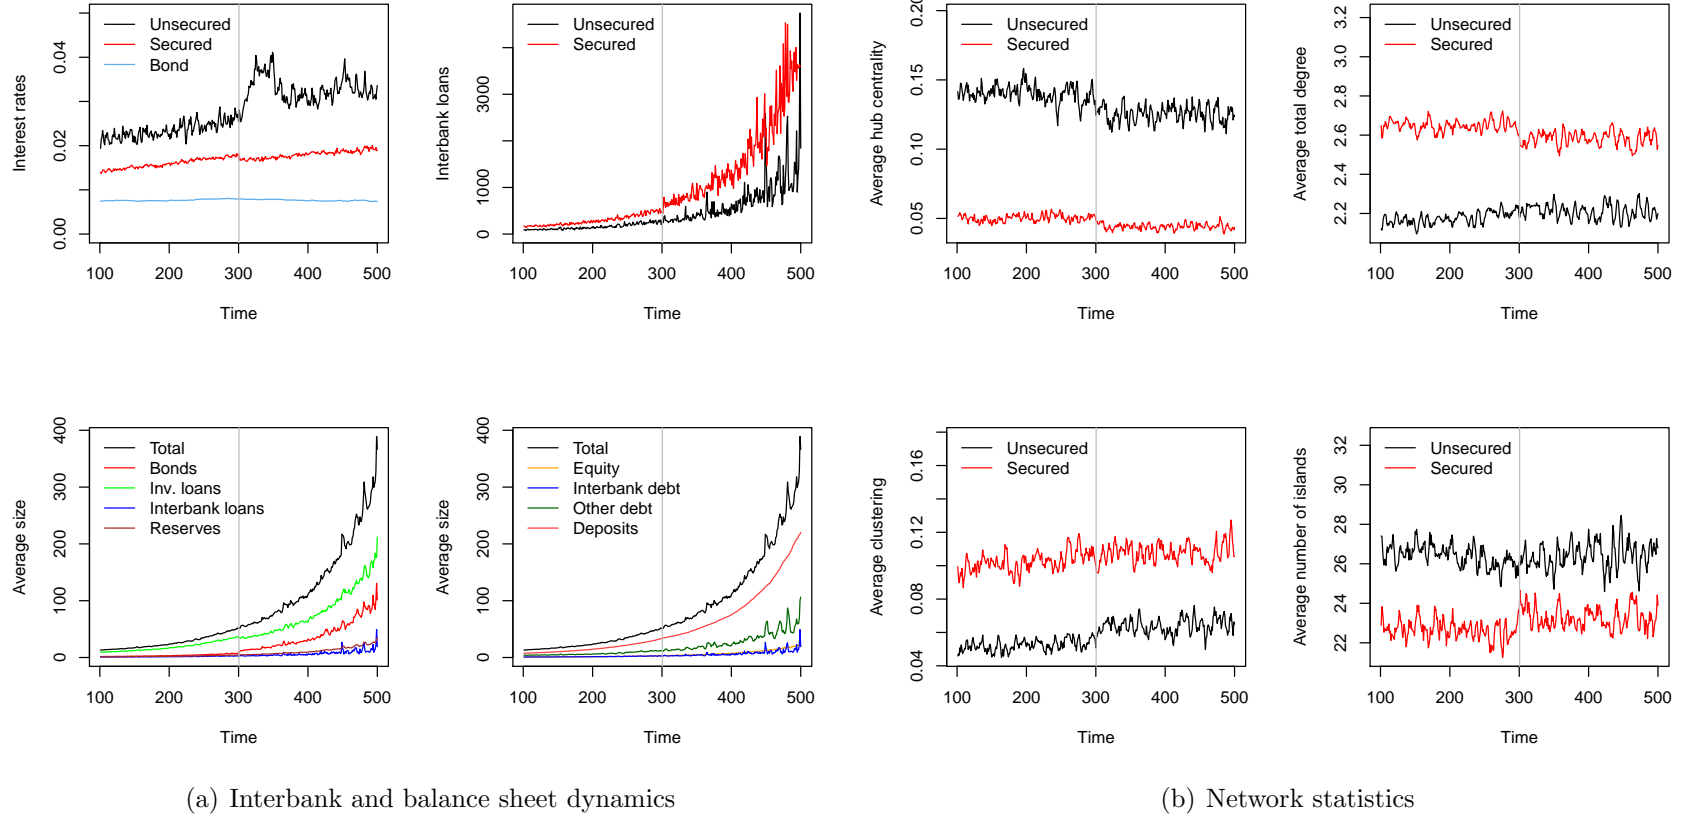 Interest rates
0.00
0.02
0.04
Unsecured
Secured
Bond
100
200
300
400
500
Time
Interbank loans
0
1000
3000
Unsecured
Secured
100
200
300
400
500
Time
Average hub centrality
0.05
0.10
0.15
0.20
Unsecured
Secured
100
200
300
400
500
Time
Average total degree
2.2
2.4
2.6
2.8
3.0
3.2
Unsecured
Secured
100
200
300
400
500
Time
Average size
0
100
200
300
400
Total
Bonds
Inv. loans
Interbank loans
Reserves
100
200
300
400
500
Time
Average size
0
100
200
300
400
Total
Equity
Interbank debt
Other debt
Deposits
100
200
300
400
500
Time
Average clustering
0.04
0.08
0.12
0.16
Unsecured
Secured
100
200
300
400
500
Time
Average number of islands
22
24
26
28
30
32
Unsecured
Secured
100
200
300
400
500
Time
(a) Interbank and balance sheet dynamics
(b) Network statistics